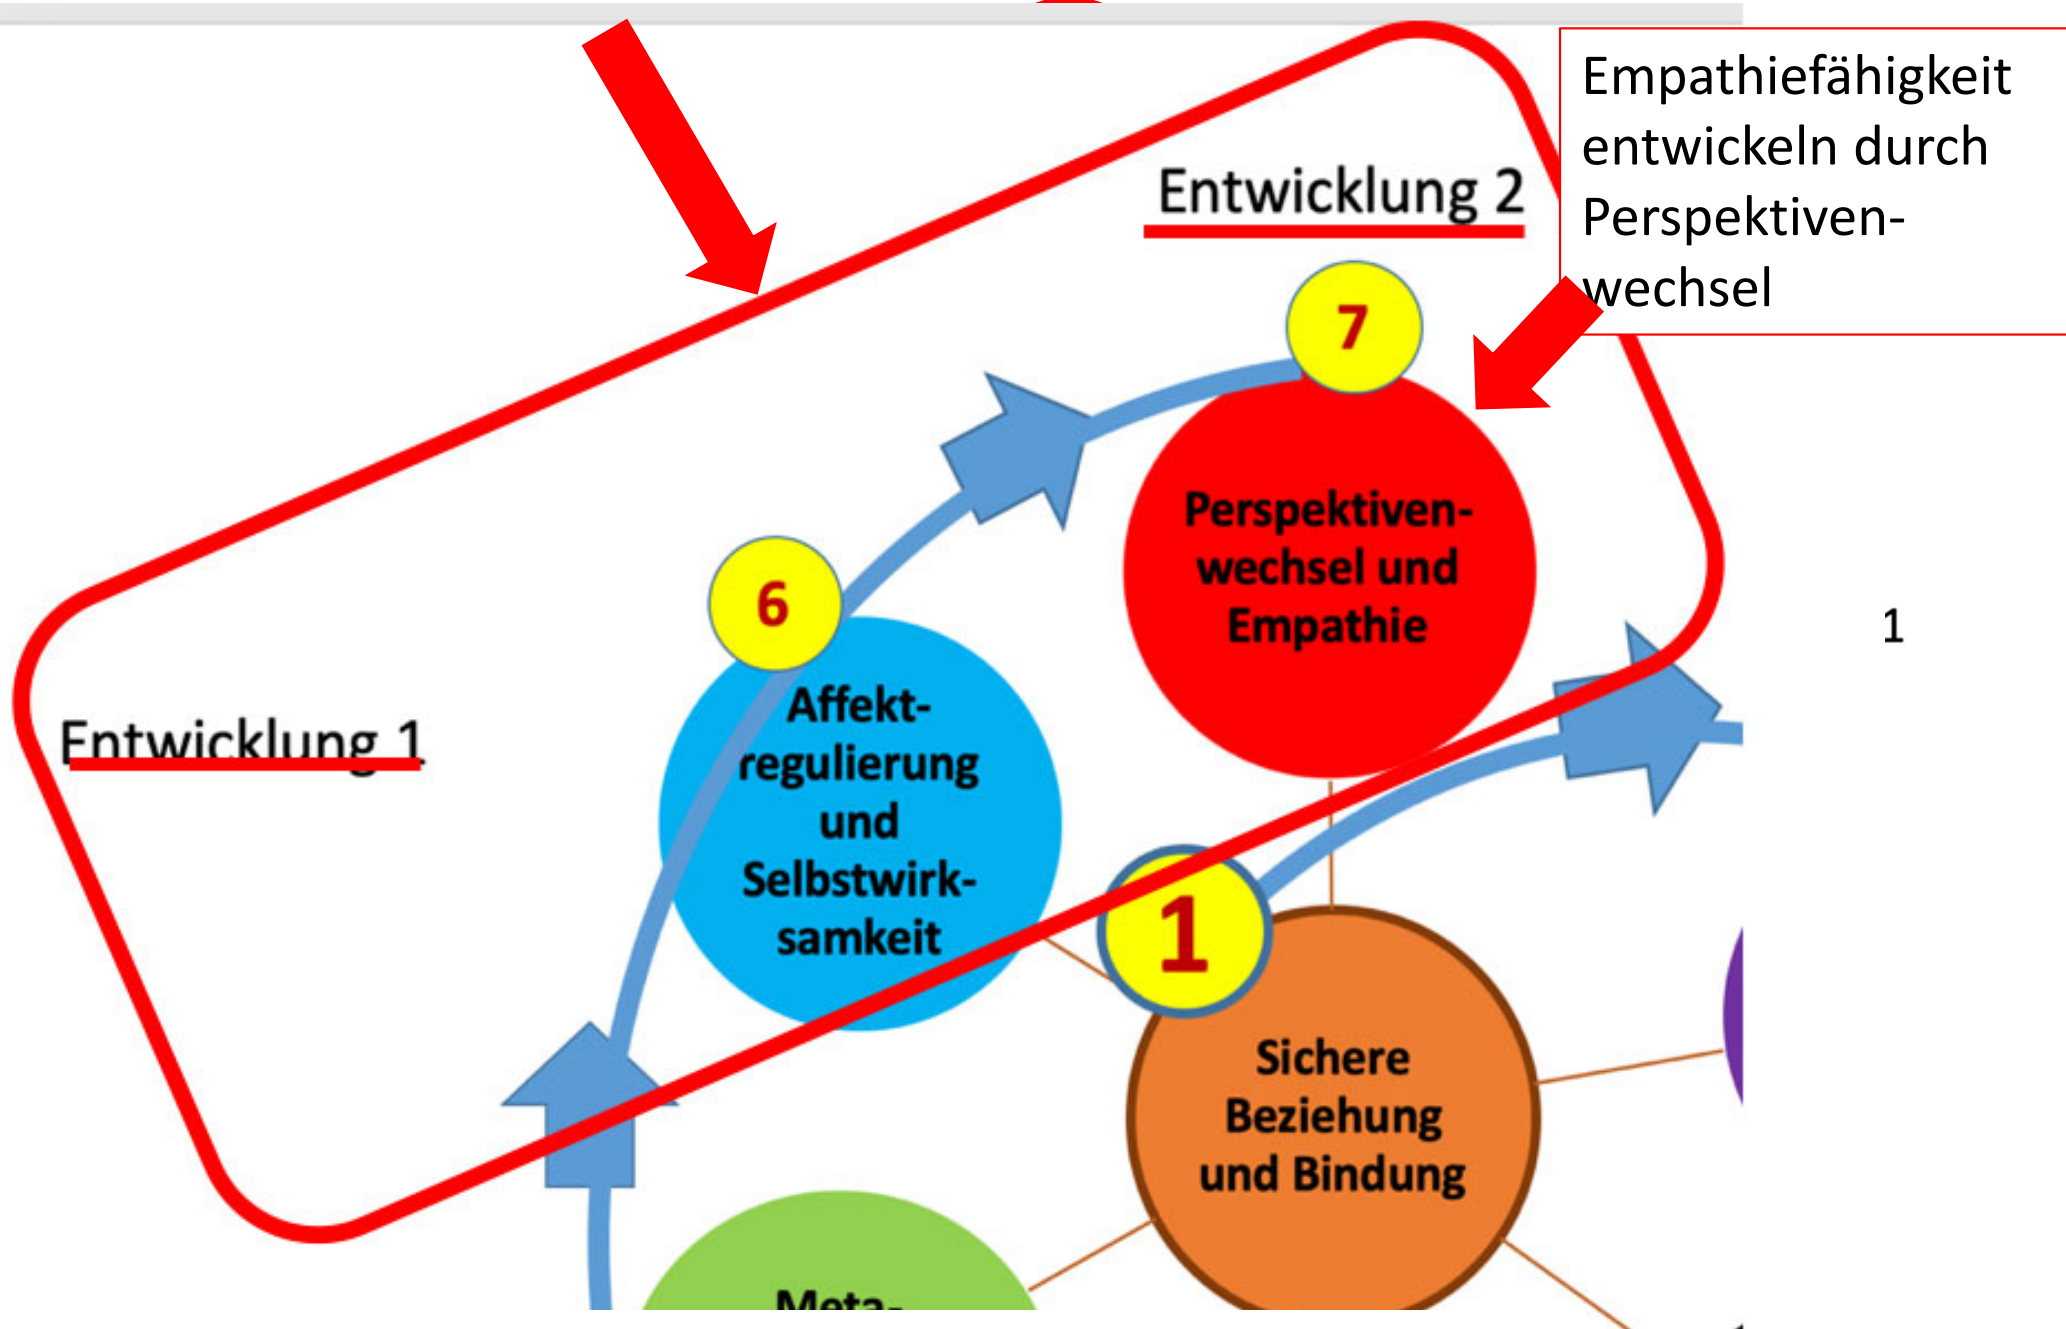 Empathiefähigkeit
entwickeln durch
Perspektiven-
wechsel
Entwicklung 2
7
Perspektiven-
wechsel und
Empathie
6
Affekt-
regulierung
und
Selbstwirk-
samkeit
Entwicklung 1
1
1
Sichere
Beziehung
und Bindung
Meta-